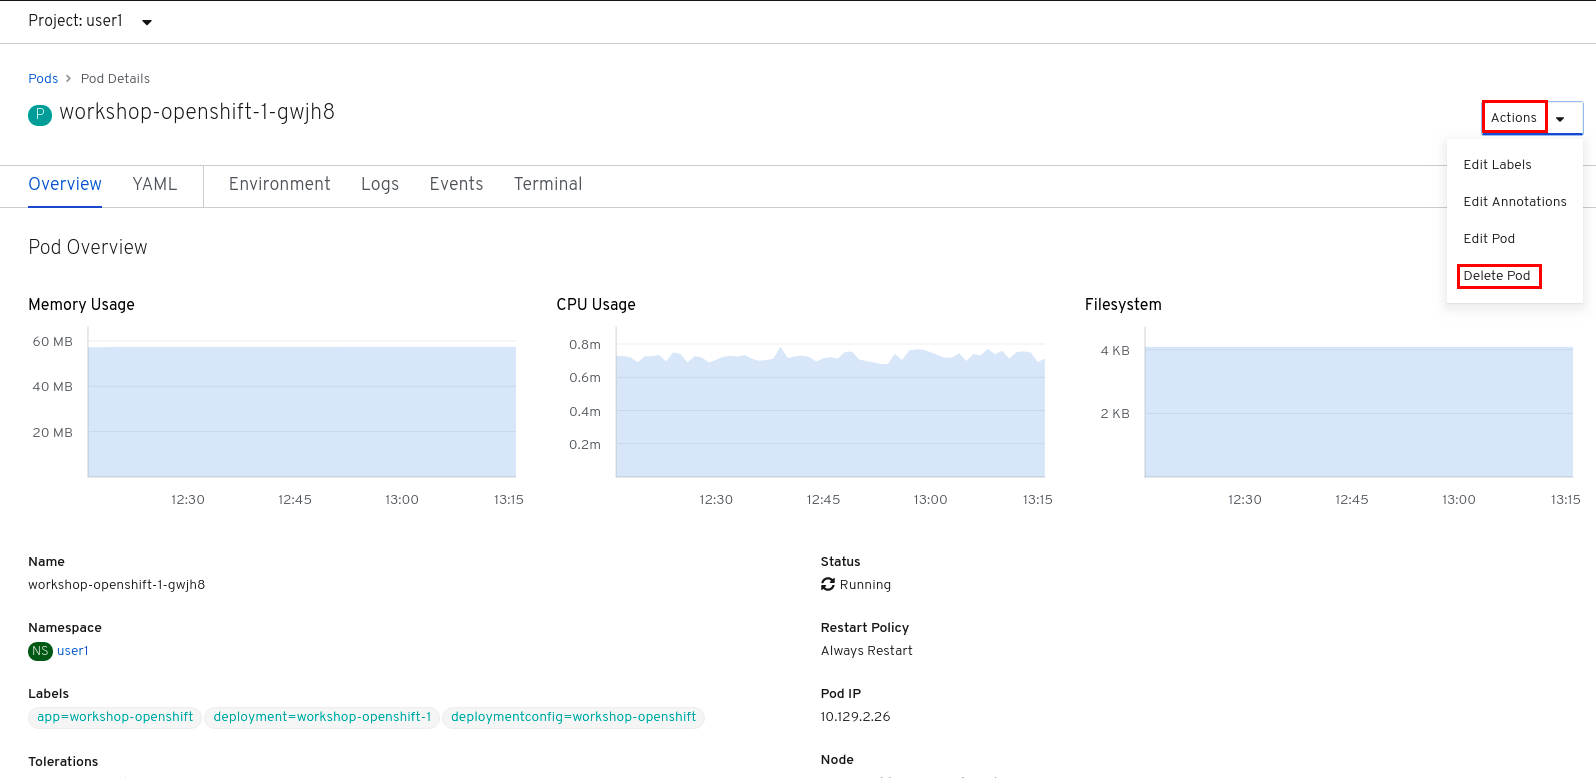 Project: user1
Pods > Pod Details
P workshop-openshift-1-gwjh8
Actions
Edit Labels
Edit Annotations
Edit Pod
Delete Pod
Overview YAML Environment Logs Events Terminal
Pod Overview
Memory Usage
60 MB
40 MB
20 MB
12:30 12:45 13:00 13:15
CPU Usage
0.8m
0.6m
0.4m
0.2m
12:30 12:45 13:00 13:15
Filesystem
4 KB
2 KB
12:30 12:45 13:00 13:15
Name
workshop-openshift-1-gwjh8
Namespace
NS user1
Labels
app=workshop-openshift deployment=workshop-openshift-1 deploymentconfig=workshop-openshift
Tolerations
Status
Running
Restart Policy
Always Restart
Pod IP
10.129.2.26
Node